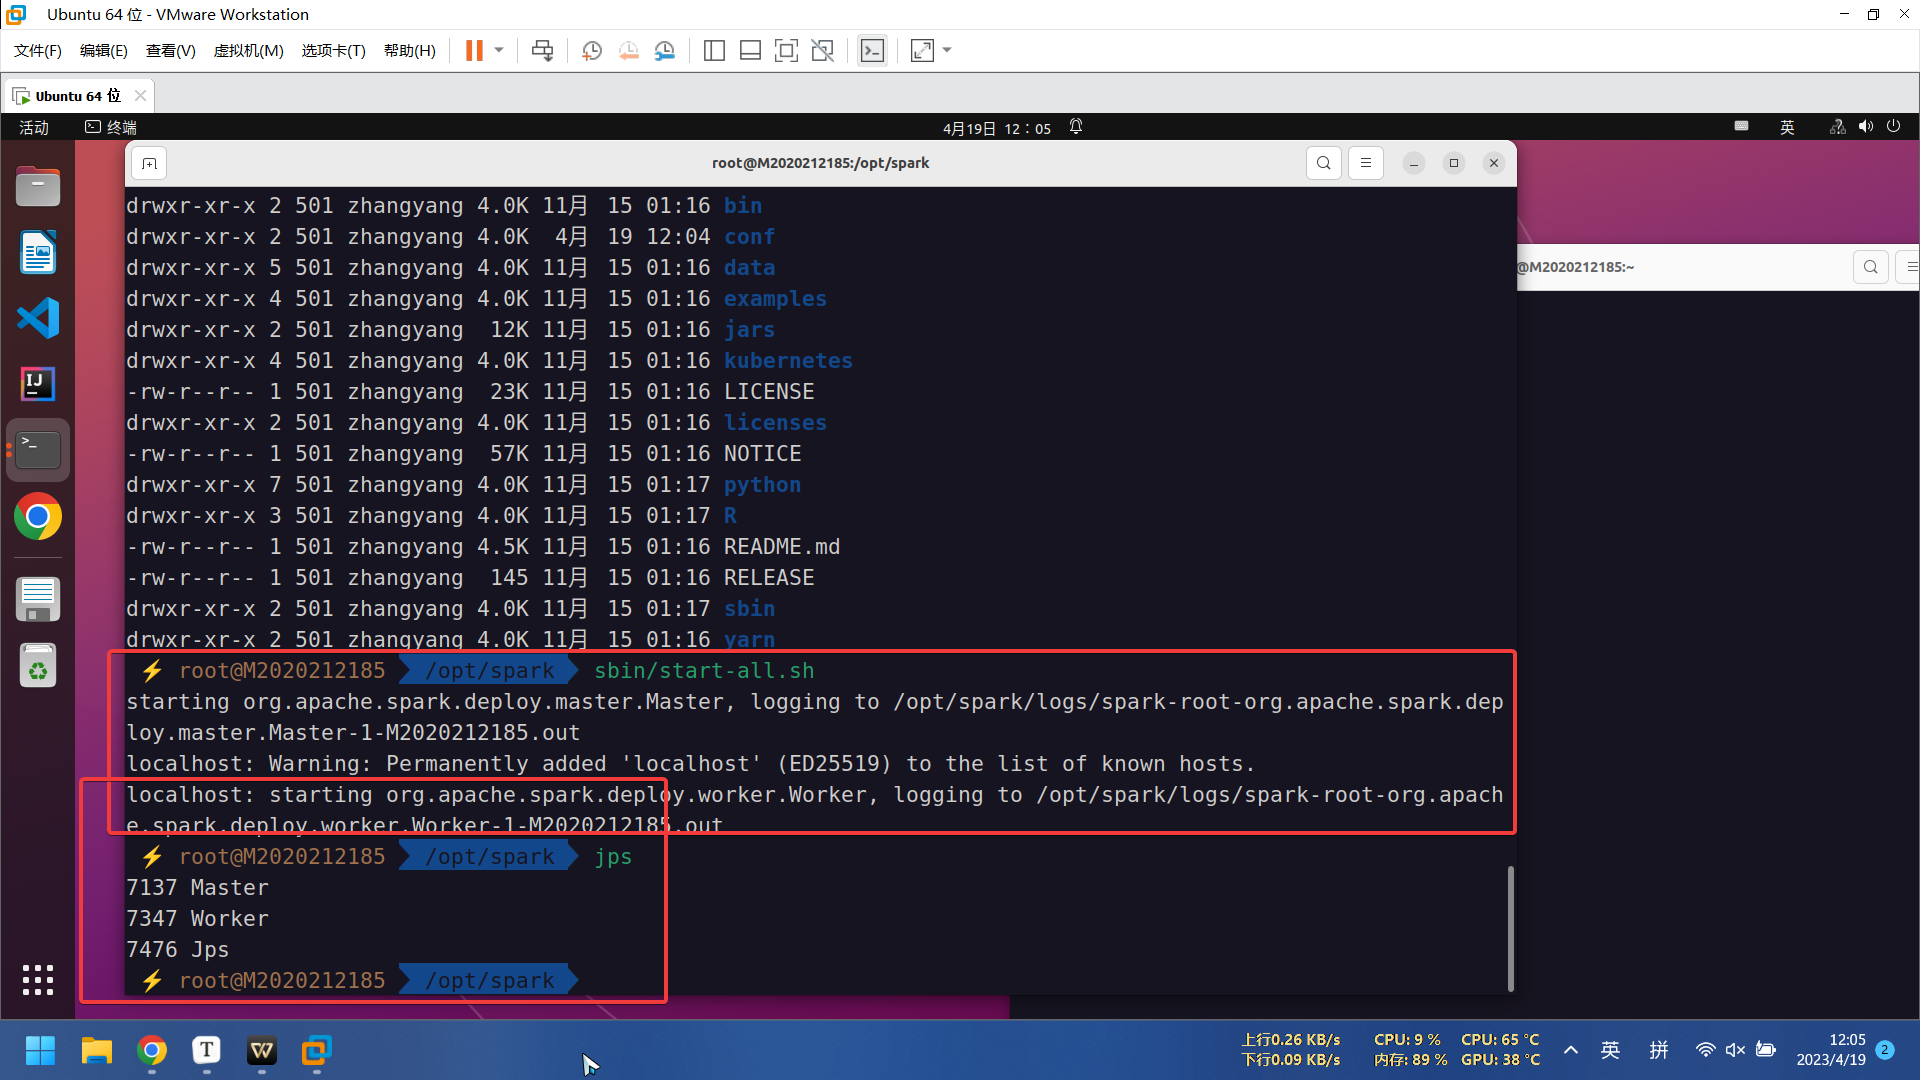 Ubuntu 64 位 - VMware Workstation
文件(F) 编辑(E) 查看(V) 虚拟机(M) 选项卡(T) 帮助(H)
Ubuntu 64 位
活动 终端 4月19日 12：05 英
root@M2020212185:/opt/spark
@M2020212185:~
drwxr-xr-x 2 501 zhangyang 4.0K 11月 15 01:16 bin
drwxr-xr-x 2 501 zhangyang 4.0K  4月 19 12:04 conf
drwxr-xr-x 5 501 zhangyang 4.0K 11月 15 01:16 data
drwxr-xr-x 4 501 zhangyang 4.0K 11月 15 01:16 examples
drwxr-xr-x 2 501 zhangyang  12K 11月 15 01:16 jars
drwxr-xr-x 4 501 zhangyang 4.0K 11月 15 01:16 kubernetes
-rw-r--r-- 1 501 zhangyang  23K 11月 15 01:16 LICENSE
drwxr-xr-x 2 501 zhangyang 4.0K 11月 15 01:16 licenses
-rw-r--r-- 1 501 zhangyang  57K 11月 15 01:16 NOTICE
drwxr-xr-x 7 501 zhangyang 4.0K 11月 15 01:17 python
drwxr-xr-x 3 501 zhangyang 4.0K 11月 15 01:17 R
-rw-r--r-- 1 501 zhangyang 4.5K 11月 15 01:16 README.md
-rw-r--r-- 1 501 zhangyang  145 11月 15 01:16 RELEASE
drwxr-xr-x 2 501 zhangyang 4.0K 11月 15 01:17 sbin
drwxr-xr-x 2 501 zhangyang 4.0K 11月 15 01:16 yarn
⚡ root@M2020212185 /opt/spark sbin/start-all.sh
starting org.apache.spark.deploy.master.Master, logging to /opt/spark/logs/spark-root-org.apache.spark.dep
loy.master.Master-1-M2020212185.out
localhost: Warning: Permanently added 'localhost' (ED25519) to the list of known hosts.
localhost: starting org.apache.spark.deploy.worker.Worker, logging to /opt/spark/logs/spark-root-org.apach
e.spark.deploy.worker.Worker-1-M2020212185.out
⚡ root@M2020212185 /opt/spark jps
7137 Master
7347 Worker
7476 Jps
⚡ root@M2020212185 /opt/spark
上行0.26 KB/s CPU: 9 % CPU: 65 °C
下行0.09 KB/s 内存: 89 % GPU: 38 °C
英 拼
12:05
2023/4/19
2